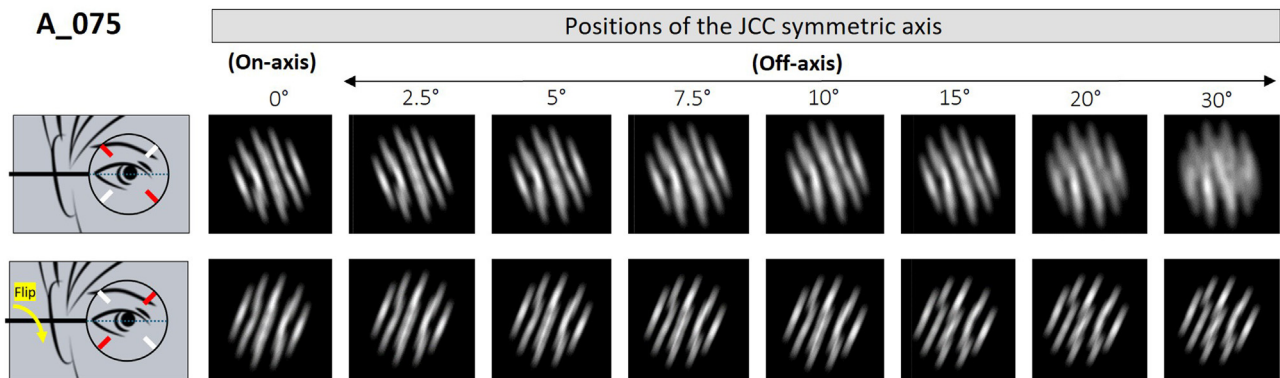 A_075
Positions of the JCC symmetric axis
(On-axis)
(Off-axis)
0° 2.5° 5° 7.5° 10° 15° 20° 30°
Flip